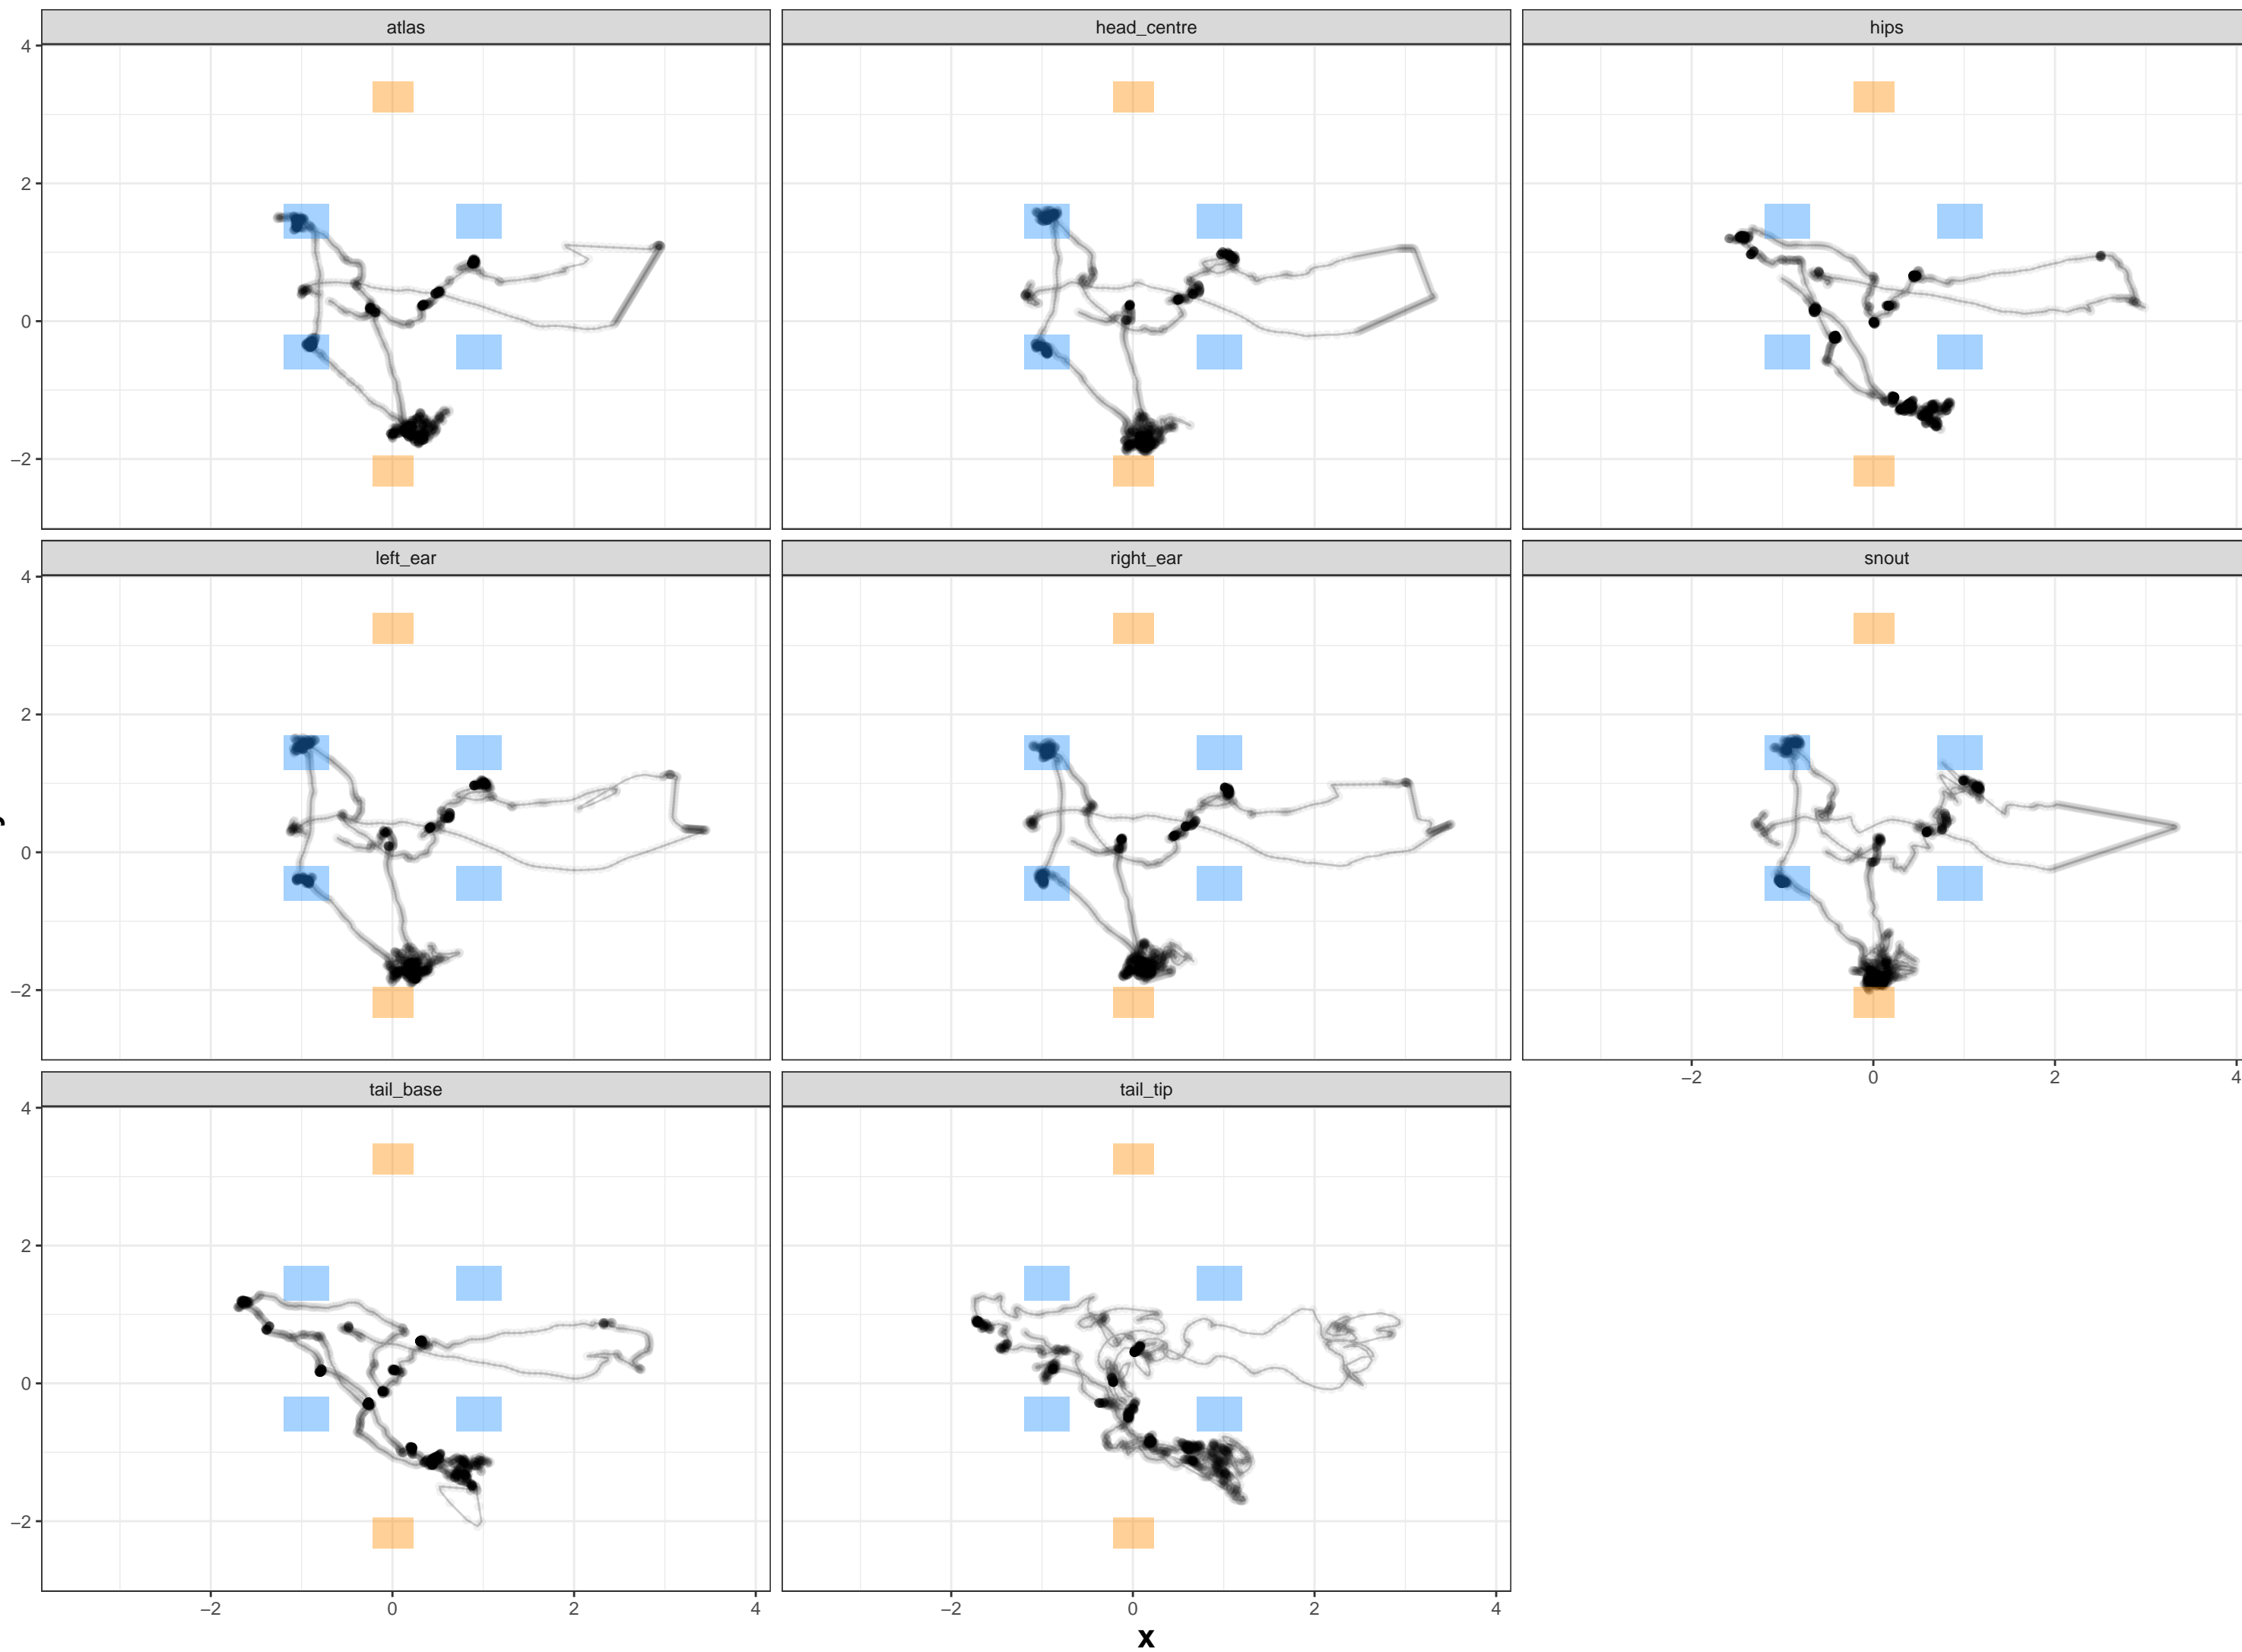 atlas head_centre hips
4
2
0
−2
left_ear right_ear snout
4
2
0
−2
−2 0 2 4
tail_base tail_tip
4
2
0
−2
−2 0 2 4 −2 0 2 4
x